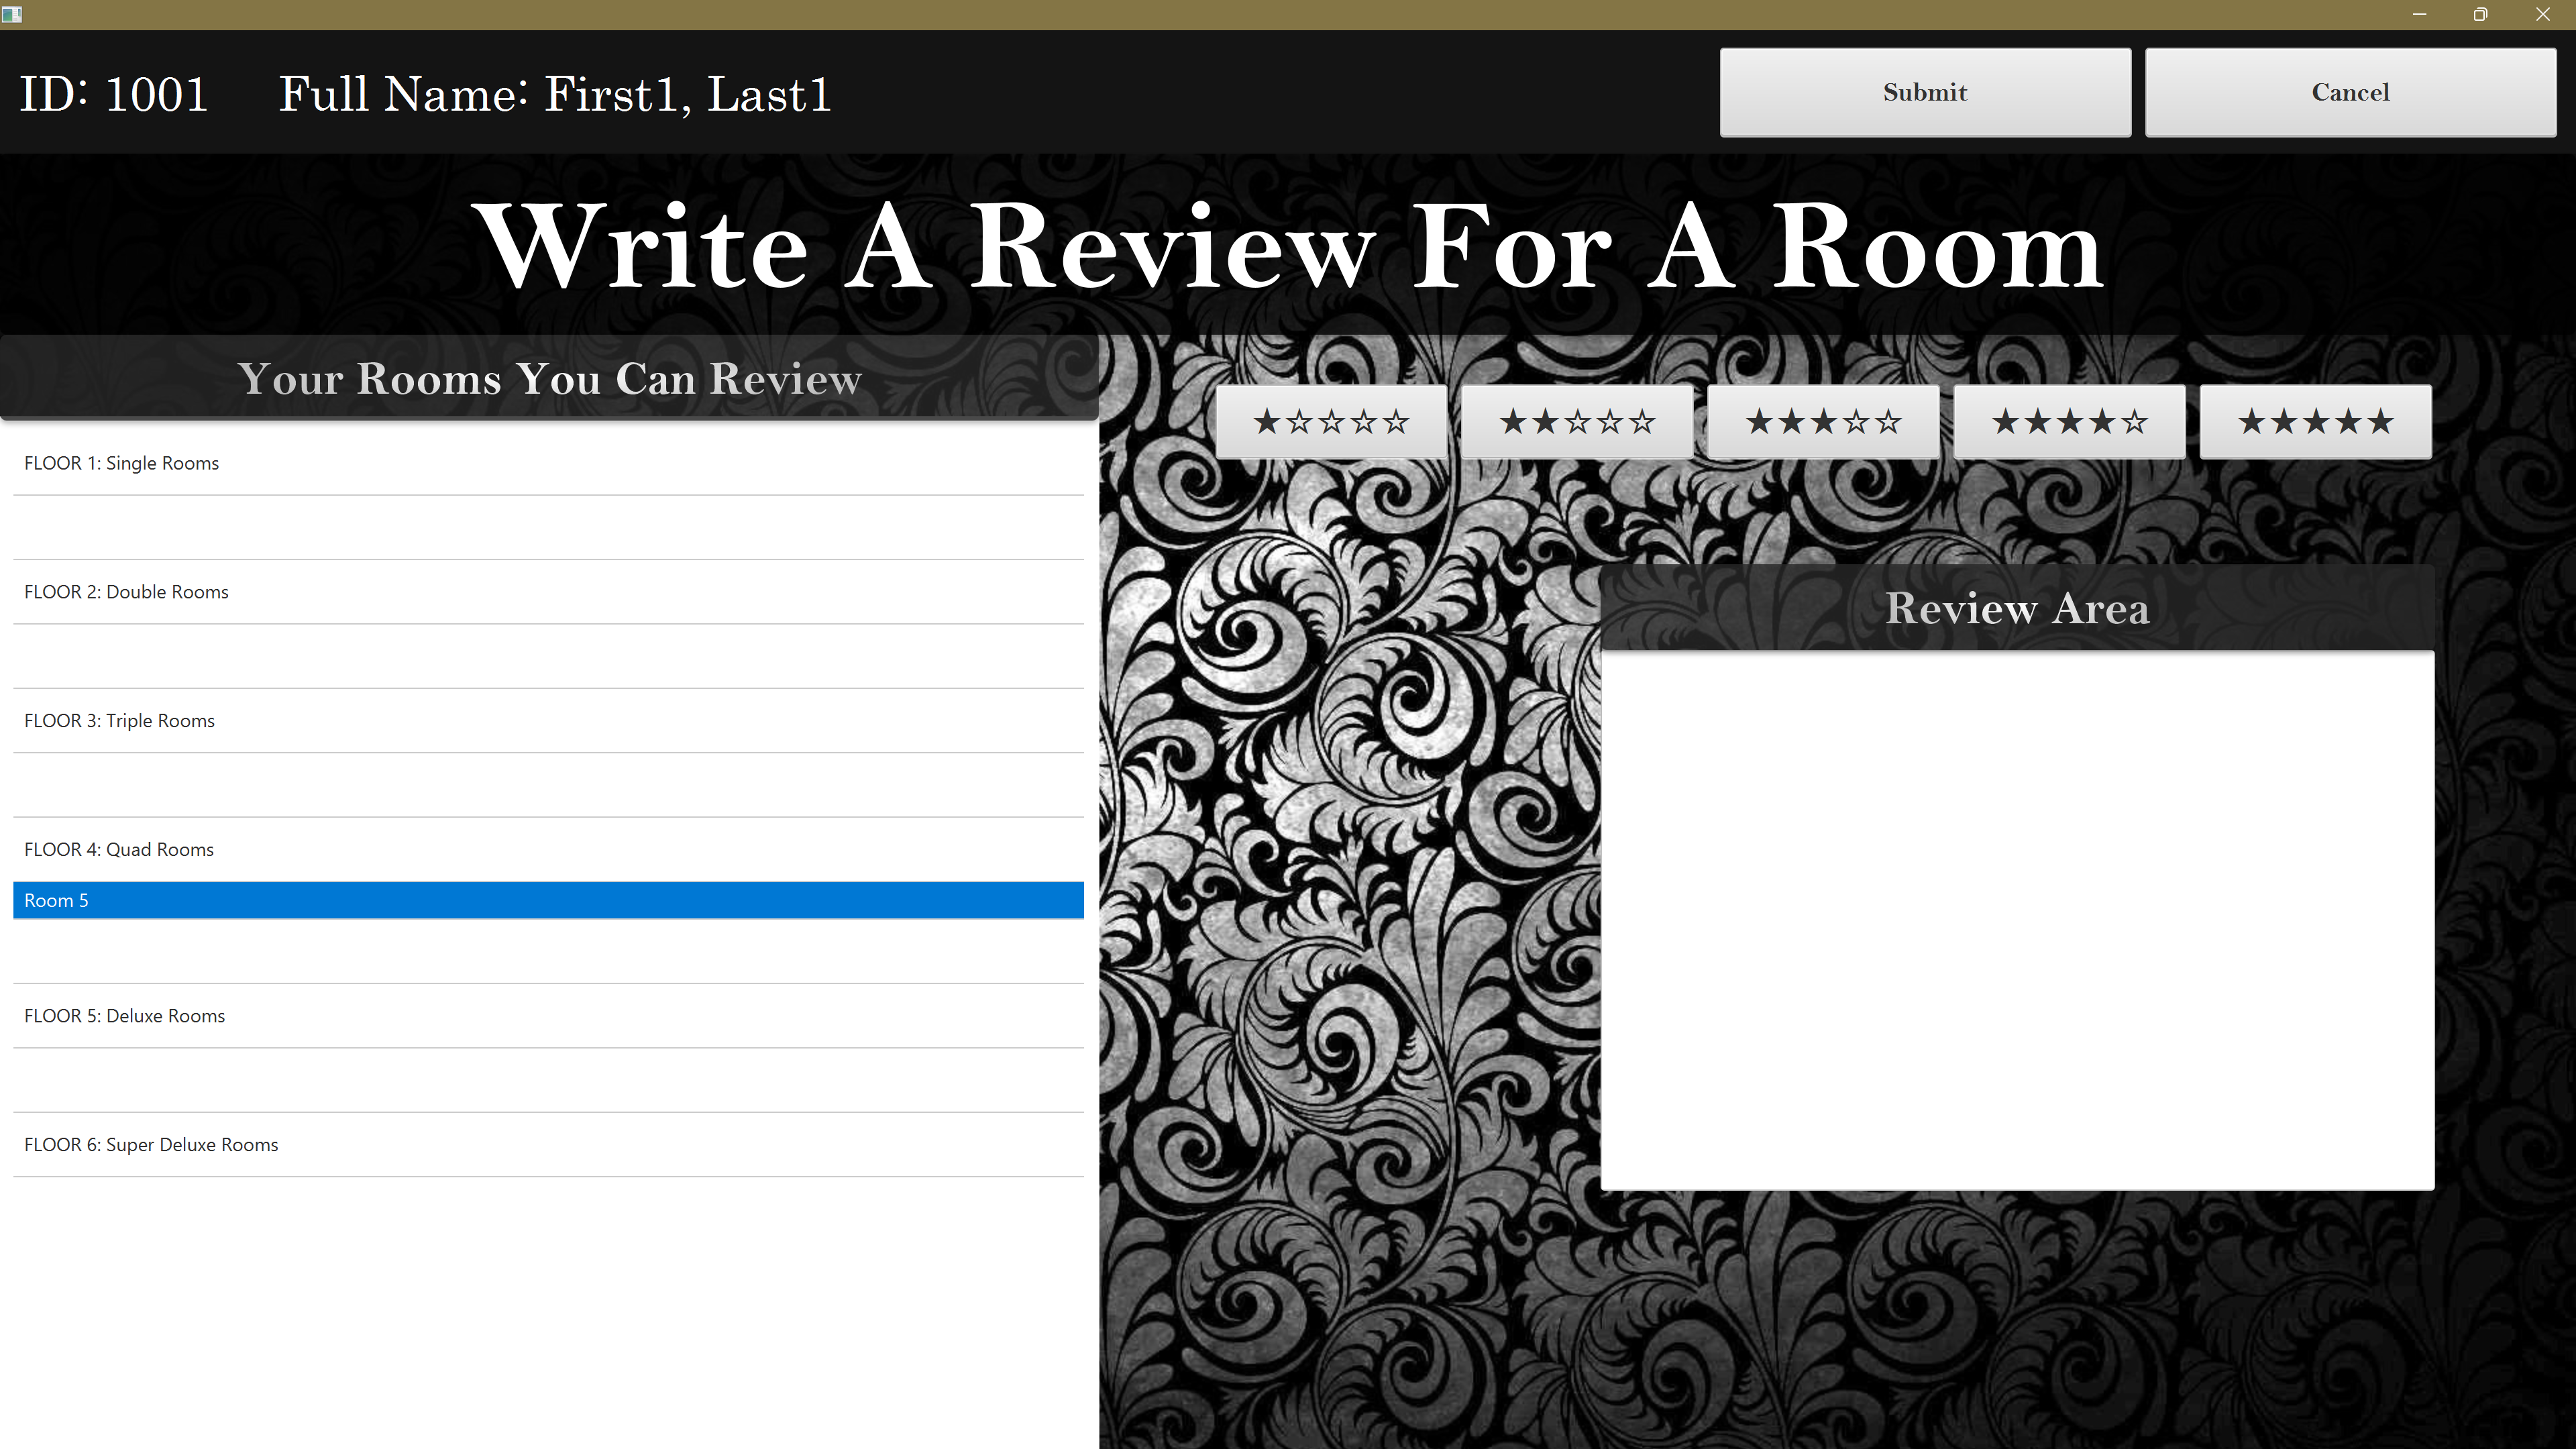 ID: 1001 Full Name: First1, Last1 Submit Cancel
Write A Review For A Room
Your Rooms You Can Review
★☆☆☆☆ ★★☆☆☆ ★★★☆☆ ★★★★☆ ★★★★★
FLOOR 1: Single Rooms
FLOOR 2: Double Rooms
FLOOR 3: Triple Rooms
FLOOR 4: Quad Rooms
Room 5
FLOOR 5: Deluxe Rooms
FLOOR 6: Super Deluxe Rooms
Review Area